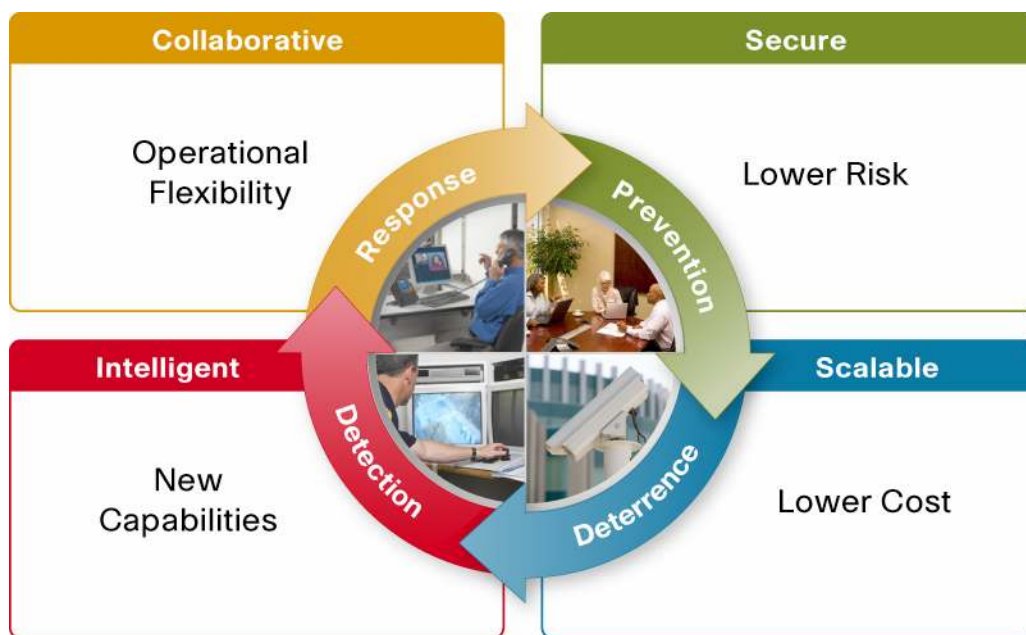 Collaborative
Secure
Operational
Flexibility
Lower Risk
Response
Prevention
Intelligent
Scalable
New
Capabilities
Lower Cost
Detection
Deterrence